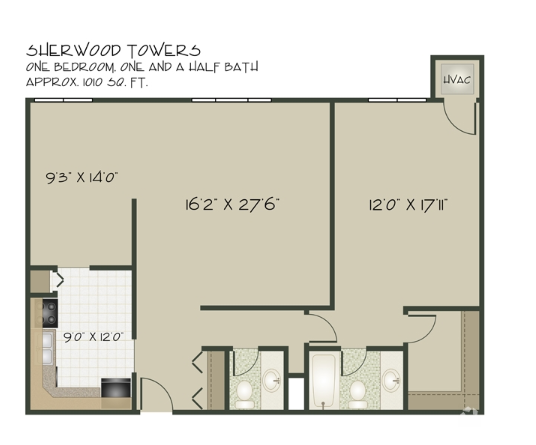 SHERWOOD TOWERS
ONE BEDROOM, ONE AND A HALF BATH
APPROX. 1010 SQ. FT.
HVAC
9'3" X 14'0"
16'2" X 27'6"
12'0" X 17'11"
9'0" X 12'0"